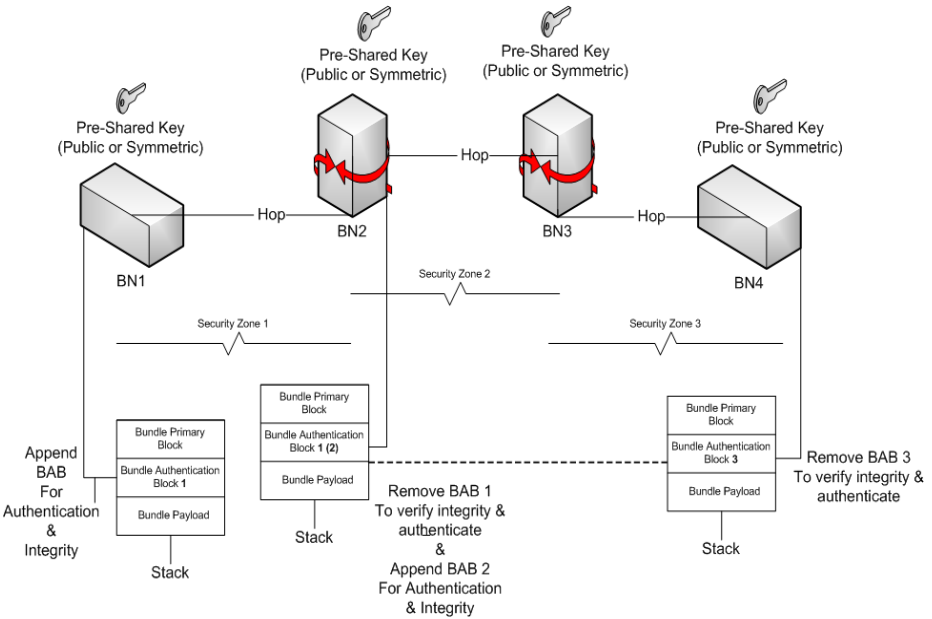 Pre-Shared Key
(Public or Symmetric)
Pre-Shared Key
(Public or Symmetric)
Pre-Shared Key
(Public or Symmetric)
Pre-Shared Key
(Public or Symmetric)
Hop
Hop
Hop
BN1
BN2
BN3
BN4
Security Zone 1
Security Zone 2
Security Zone 3
Append
BAB
For
Authentication
&
Integrity
Bundle Primary
Block
Bundle Authentication
Block 1
Bundle Payload
Stack
Bundle Primary
Block
Bundle Authentication
Block 1 (2)
Bundle Payload
Stack
Remove BAB 1
To verify integrity &
authenticate
&
Append BAB 2
For Authentication
& Integrity
Bundle Primary
Block
Bundle Authentication
Block 3
Bundle Payload
Stack
Remove BAB 3
To verify integrity &
authenticate